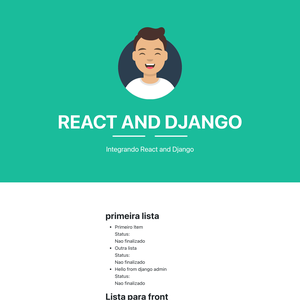 REACT AND DJANGO
Integrando React and Django
primeira lista
Primeiro item
Status:
Nao finalizado
Outra lista
Status:
Nao finalizado
Hello from django admin
Status:
Nao finalizado
Lista para front